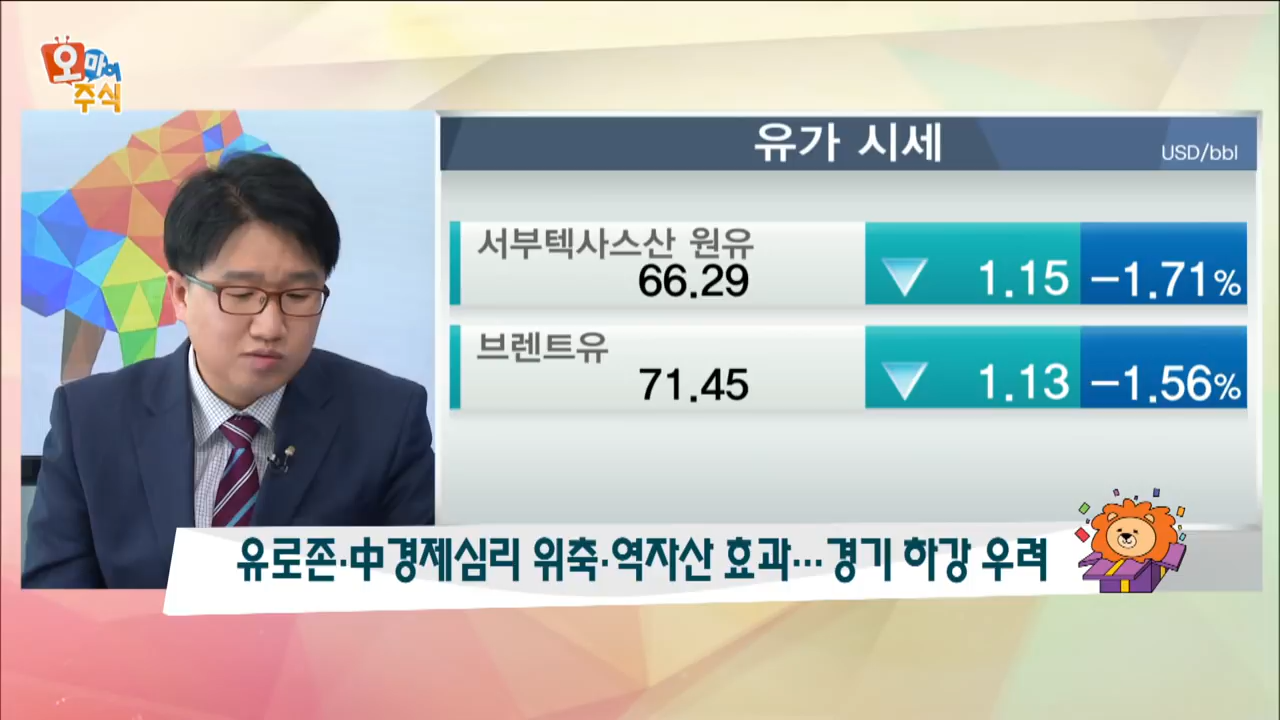 오마이
주식
유가 시세
USD/bbl
서부텍사스산 원유
66.29 ▼ 1.15 -1.71%
브렌트유
71.45 ▼ 1.13 -1.56%
유로존·中경제심리 위축·역자산 효과…경기 하강 우려